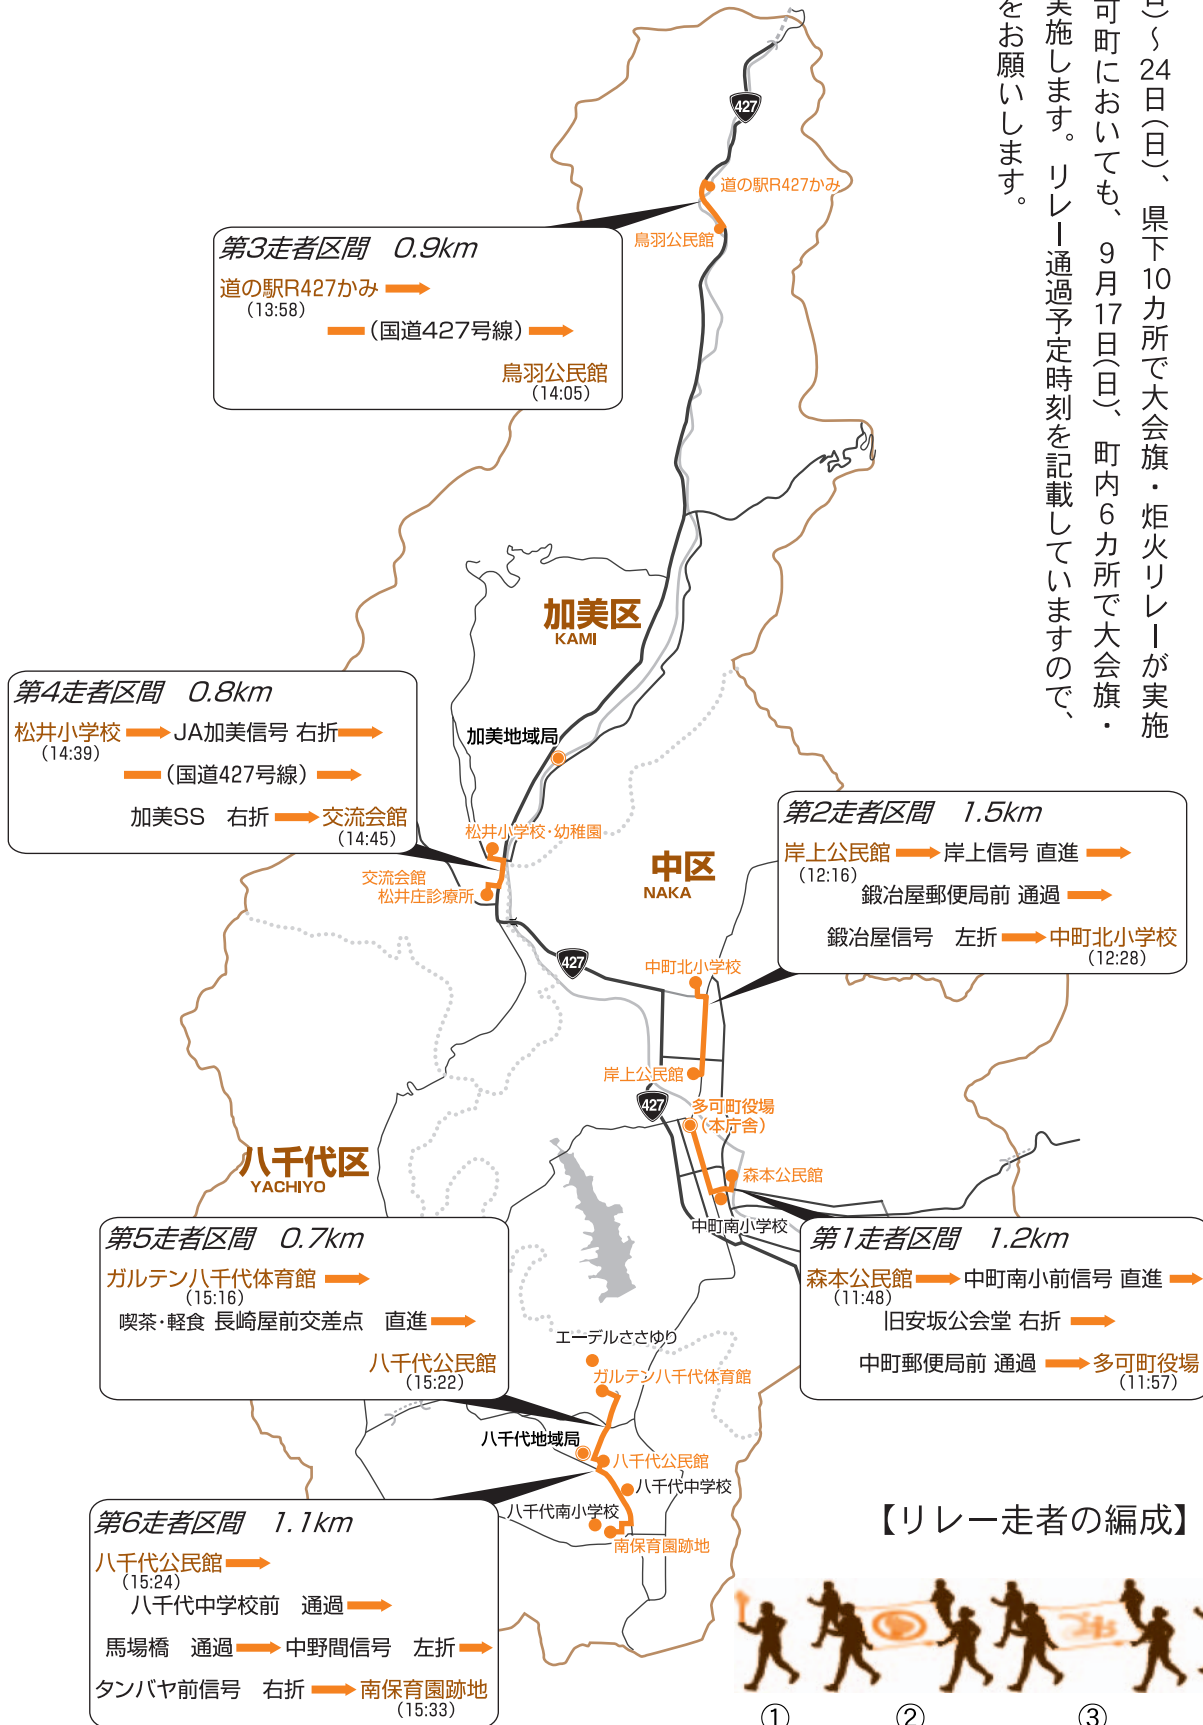 日)～24日(日)、県下10カ所で大会旗・炬火リレーが実施
可町においても、9月17日(日)、町内6カ所で大会旗・
実施します。リレー通過予定時刻を記載していますので、
をお願いします。
427
道の駅R427かみ
鳥羽公民館
第3走者区間 0.9km
道の駅R427かみ
(13:58)
(国道427号線)
鳥羽公民館
(14:05)
加美区
KAMI
第4走者区間 0.8km
松井小学校 JA加美信号 右折
(14:39)
(国道427号線)
加美SS 右折 交流会館
(14:45)
加美地域局
松井小学校・幼稚園
交流会館
松井庄診療所
中区
NAKA
第2走者区間 1.5km
岸上公民館 岸上信号 直進
(12:16)
鍛冶屋郵便局前 通過
鍛冶屋信号 左折 中町北小学校
(12:28)
427
中町北小学校
岸上公民館
427
多可町役場
(本庁舎)
森本公民館
中町南小学校
八千代区
YACHIYO
第5走者区間 0.7km
ガルテン八千代体育館
(15:16)
喫茶・軽食 長崎屋前交差点 直進
八千代公民館
(15:22)
第1走者区間 1.2km
森本公民館 中町南小前信号 直進
(11:48)
旧安坂公会堂 右折
中町郵便局前 通過 多可町役場
(11:57)
エーデルささゆり
ガルテン八千代体育館
八千代地域局
八千代公民館
八千代中学校
八千代南小学校
南保育園跡地
第6走者区間 1.1km
八千代公民館
(15:24)
八千代中学校前 通過
馬場橋 通過 中野間信号 左折
タンバヤ前信号 右折 南保育園跡地
(15:33)
【リレー走者の編成】
① ② ③